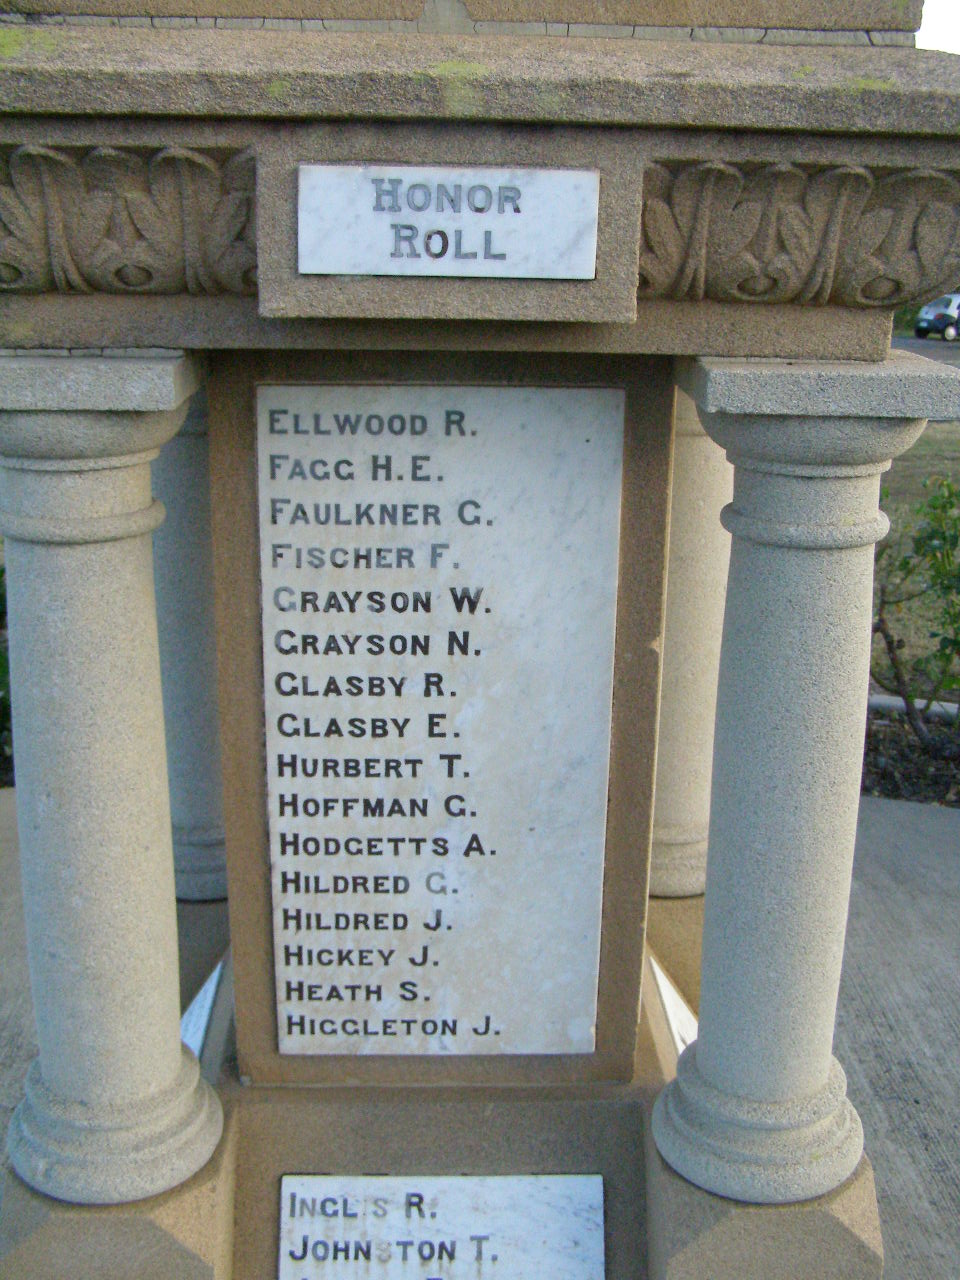 HONOR
ROLL
ELLWOOD R.
FAGG H.E.
FAULKNER G.
FISCHER F.
GRAYSON W.
GRAYSON N.
GLASBY R.
GLASBY E.
HURBERT T.
HOFFMAN G.
HODGETTS A.
HILDRED G.
HILDRED J.
HICKEY J.
HEATH S.
HIGGLETON J.
INGLIS R.
JOHNSTON T.